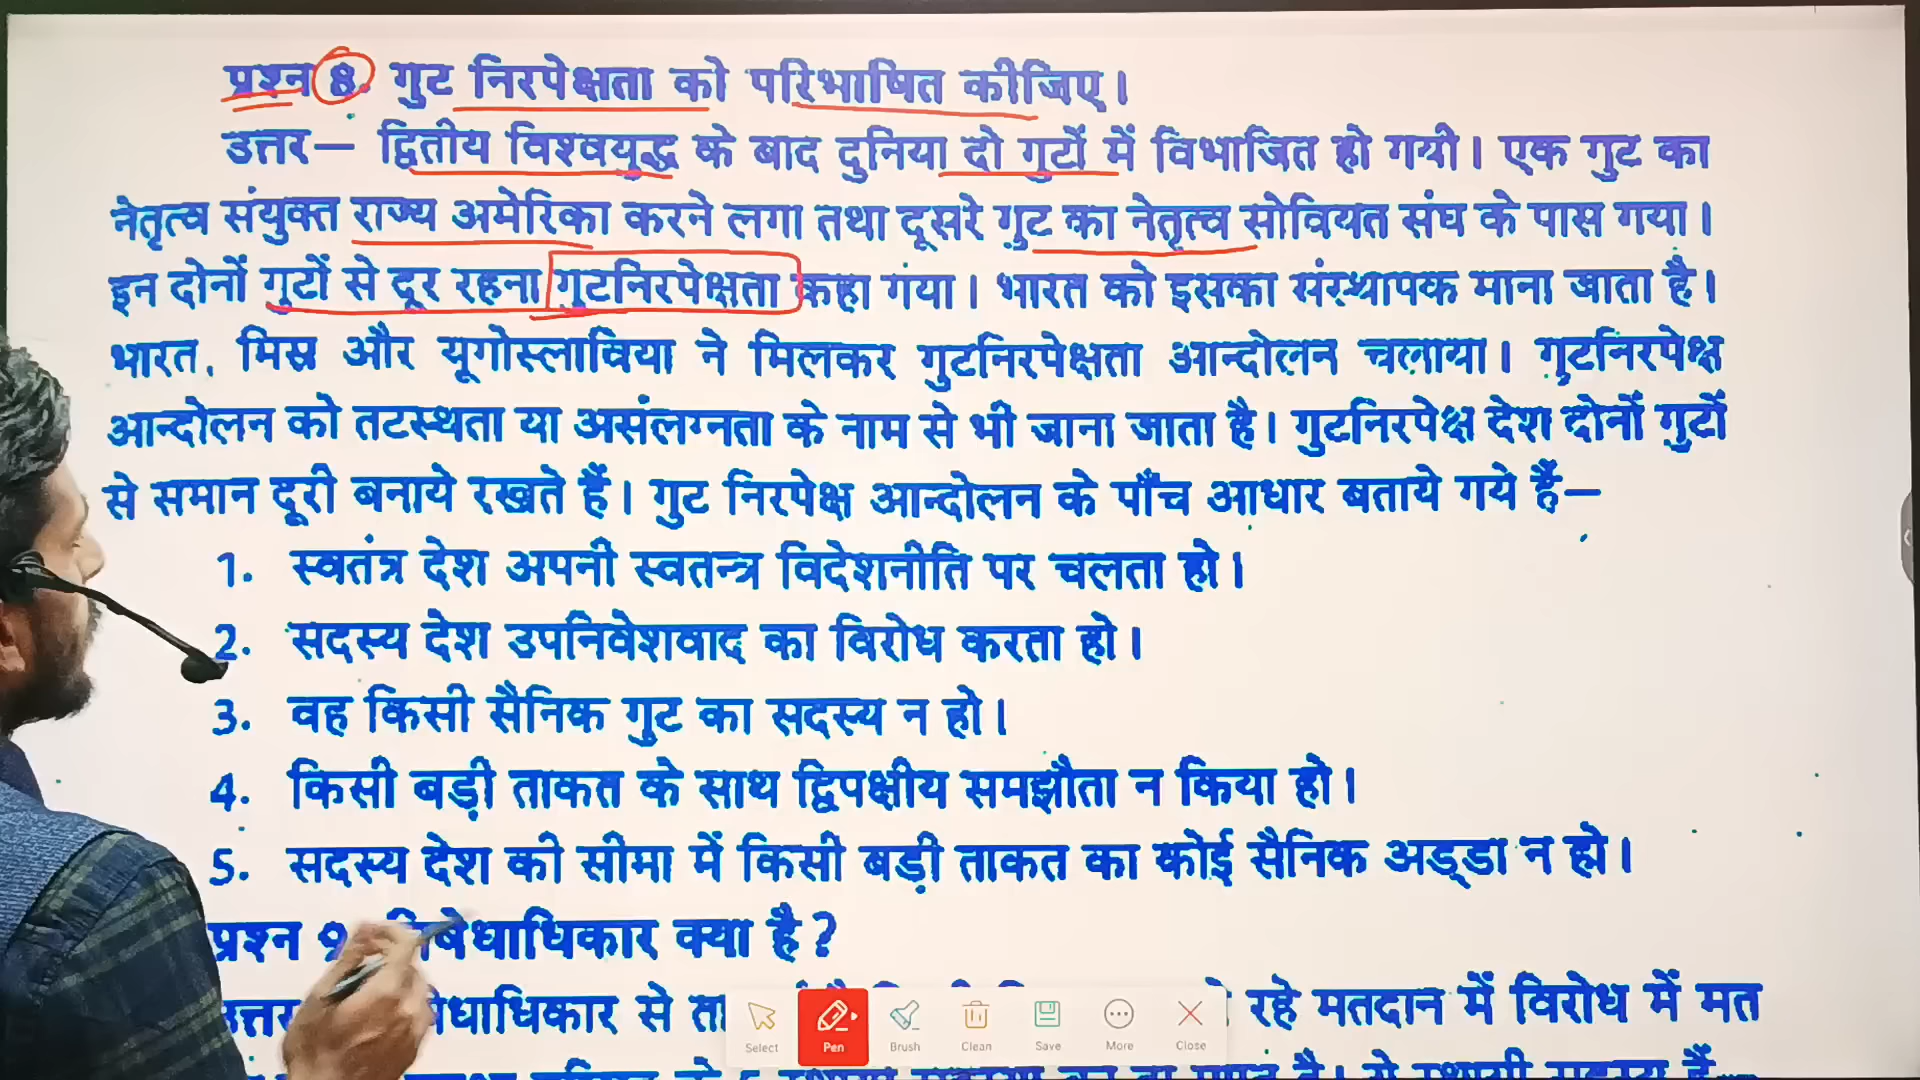 प्रश्न 8. गुट निरपेक्षता को परिभाषित कीजिए।
उत्तर— द्वितीय विश्वयुद्ध के बाद दुनिया दो गुटों में विभाजित हो गयी। एक गुट का
नेतृत्व संयुक्त राज्य अमेरिका करने लगा तथा दूसरे गुट का नेतृत्व सोवियत संघ के पास गया।
इन दोनों गुटों से दूर रहना गुटनिरपेक्षता कहा गया। भारत को इसका संस्थापक माना जाता है।
भारत, मिस्र और यूगोस्लाविया ने मिलकर गुटनिरपेक्षता आन्दोलन चलाया। गुटनिरपेक्ष
आन्दोलन को तटस्थता या असंलग्नता के नाम से भी जाना जाता है। गुटनिरपेक्ष देश दोनों गुटों
से समान दूरी बनाये रखते हैं। गुट निरपेक्ष आन्दोलन के पाँच आधार बताये गये हैं—
1. स्वतंत्र देश अपनी स्वतन्त्र विदेशनीति पर चलता हो।
2. सदस्य देश उपनिवेशवाद का विरोध करता हो।
3. वह किसी सैनिक गुट का सदस्य न हो।
4. किसी बड़ी ताकत के साथ द्विपक्षीय समझौता न किया हो।
5. सदस्य देश की सीमा में किसी बड़ी ताकत का कोई सैनिक अड्डा न हो।
प्रश्न 9 निषेधाधिकार क्या है?
उत्तर से रहे मतदान में विरोध में मत
Select Pen Brush Clean Save More Close